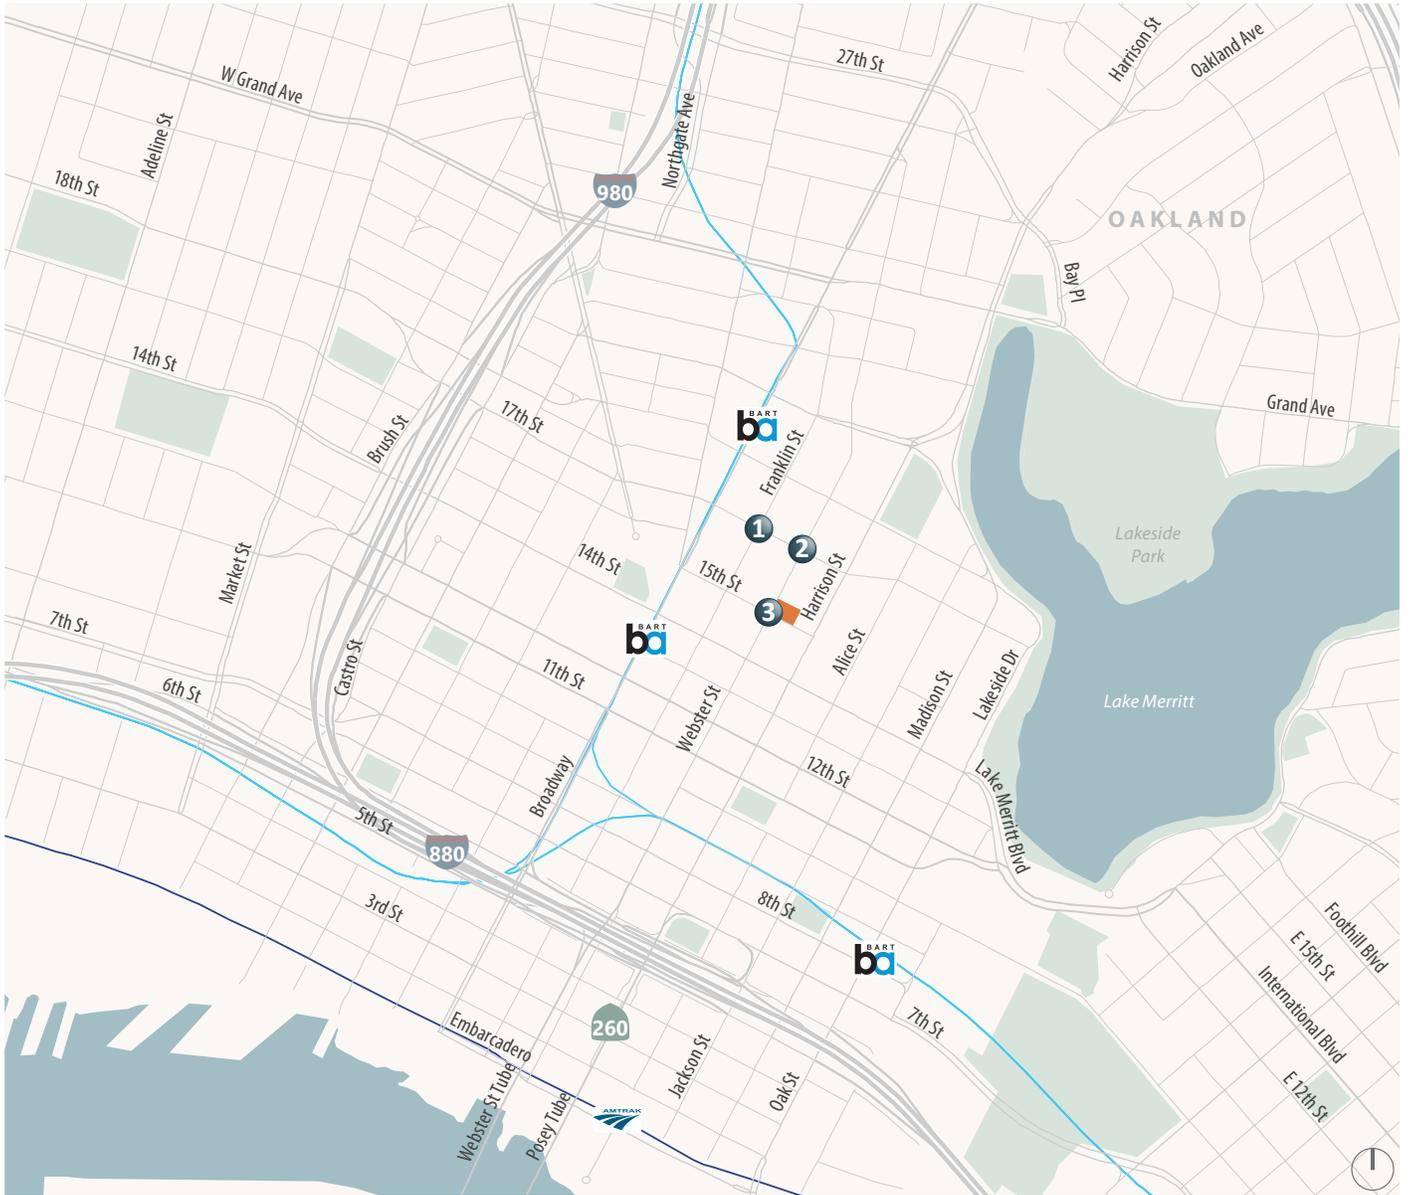 Harrison St
Oakland Ave
27th St
W Grand Ave
Northgate Ave
Adeline St
18th St
980
OAKLAND
Bay Pl
14th St
Grand Ave
17th St
Brush St
BART
ba
Franklin St
1
2
Lakeside
Park
14th St
15th St
Harrison St
Market St
3
7th St
BART
ba
Alice St
11th St
Castro St
6th St
Lakeside Dr
Madison St
Lake Merritt
Webster St
12th St
Broadway
Lake Merritt Blvd
5th St
880
3rd St
8th St
Foothill Blvd
E 15th St
BART
ba
International Blvd
7th St
260
Embarcadero
Jackson St
Oak St
E 12th St
Webster St Tube
Posey Tube
AMTRAK